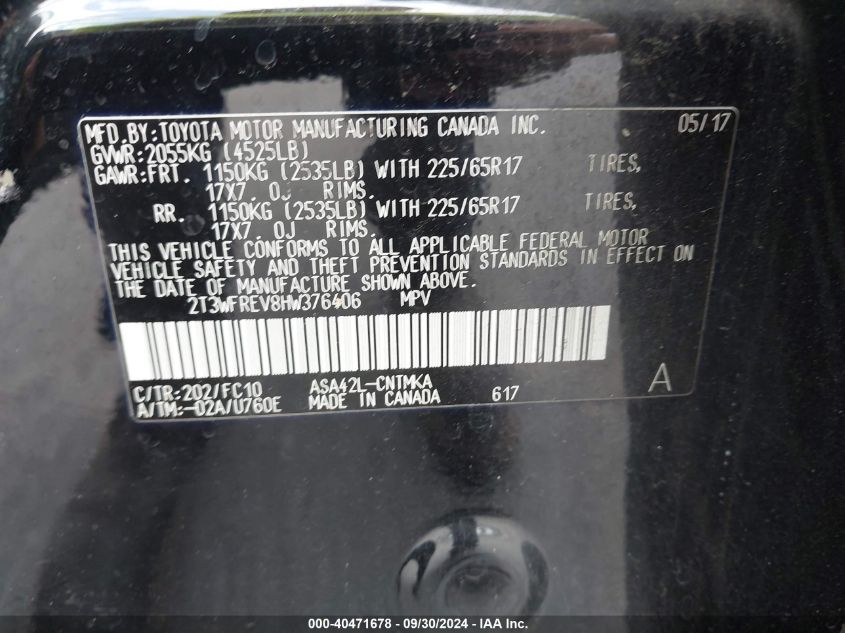 MFD. BY: TOYOTA MOTOR MANUFACTURING CANADA INC. 05/17
GVWR: 2055KG (4525LB)
GAWR: FRT. 1150KG (2535LB) WITH 225/65R17 TIRES,
17X7. OJ RIMS.
RR. 1150KG (2535LB) WITH 225/65R17 TIRES,
17X7. OJ RIMS.
THIS VEHICLE CONFORMS TO ALL APPLICABLE FEDERAL MOTOR
VEHICLE SAFETY AND THEFT PREVENTION STANDARDS IN EFFECT ON
THE DATE OF MANUFACTURE SHOWN ABOVE.
2T3WFREV8HW376406 MPV
C/TR: 202/FC10 ASA42L-CNTMKA A
A/TM: -02A/U760E MADE IN CANADA 617
000-40471678 - 09/30/2024 - IAA Inc.